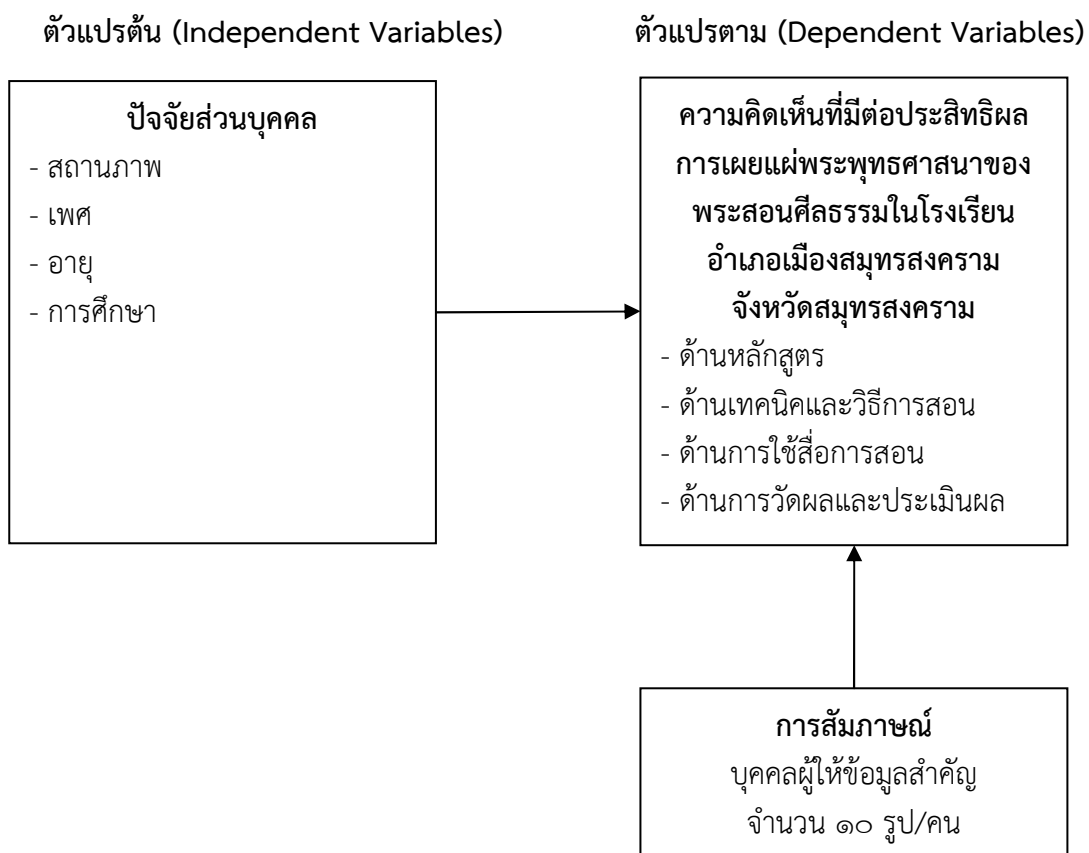 ตัวแปรต้น (Independent Variables)
ตัวแปรตาม (Dependent Variables)
ปัจจัยส่วนบุคคล
- สถานภาพ
- เพศ
- อายุ
- การศึกษา
ความคิดเห็นที่มีต่อประสิทธิผล
การเผยแผ่พระพุทธศาสนาของ
พระสอนศีลธรรมในโรงเรียน
อำเภอเมืองสมุทรสงคราม
จังหวัดสมุทรสงคราม
- ด้านหลักสูตร
- ด้านเทคนิคและวิธีการสอน
- ด้านการใช้สื่อการสอน
- ด้านการวัดผลและประเมินผล
การสัมภาษณ์
บุคคลผู้ให้ข้อมูลสำคัญ
จำนวน ๑๐ รูป/คน